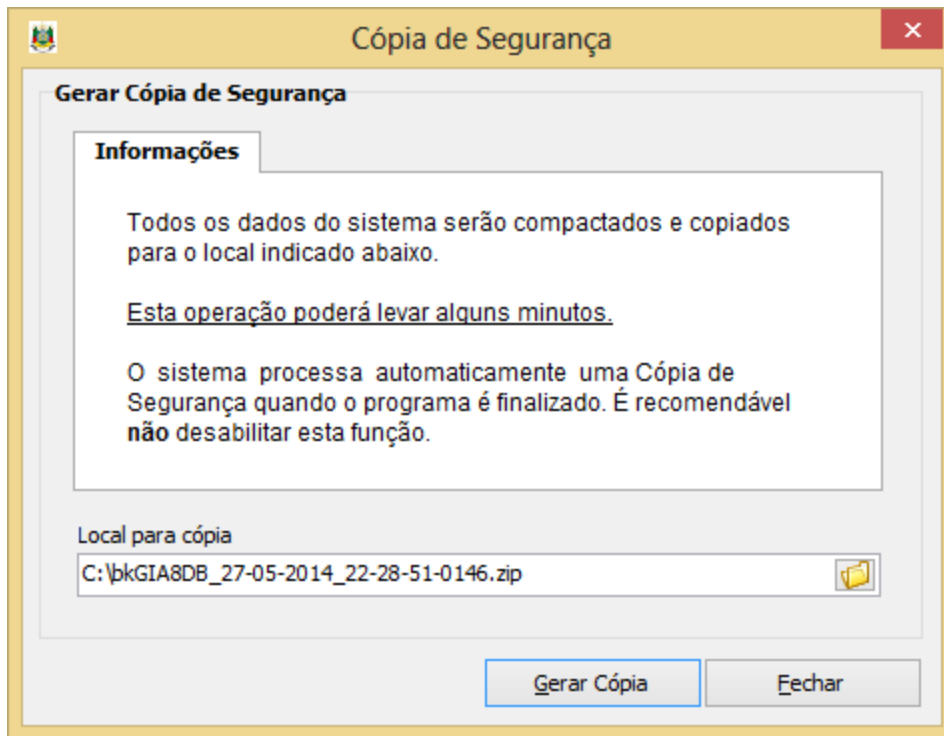 Cópia de Segurança
Gerar Cópia de Segurança
Informações
Todos os dados do sistema serão compactados e copiados
para o local indicado abaixo.
Esta operação poderá levar alguns minutos.
O sistema processa automaticamente uma Cópia de
Segurança quando o programa é finalizado. É recomendável
não desabilitar esta função.
Local para cópia
C:\bkGIA8DB_27-05-2014_22-28-51-0146.zip
Gerar Cópia
Fechar